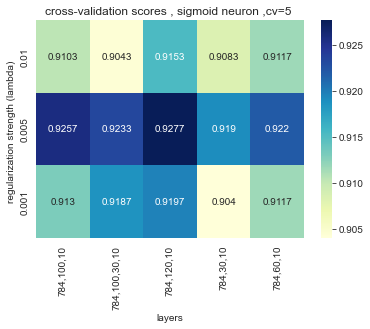 cross-validation scores , sigmoid neuron ,cv=5
regularization strength (lambda)
0.01
0.9103 0.9043 0.9153 0.9083 0.9117
0.005
0.9257 0.9233 0.9277 0.919 0.922
0.001
0.913 0.9187 0.9197 0.904 0.9117
784,100,10
784,100,30,10
784,120,10
784,30,10
784,60,10
layers
0.925
0.920
0.915
0.910
0.905